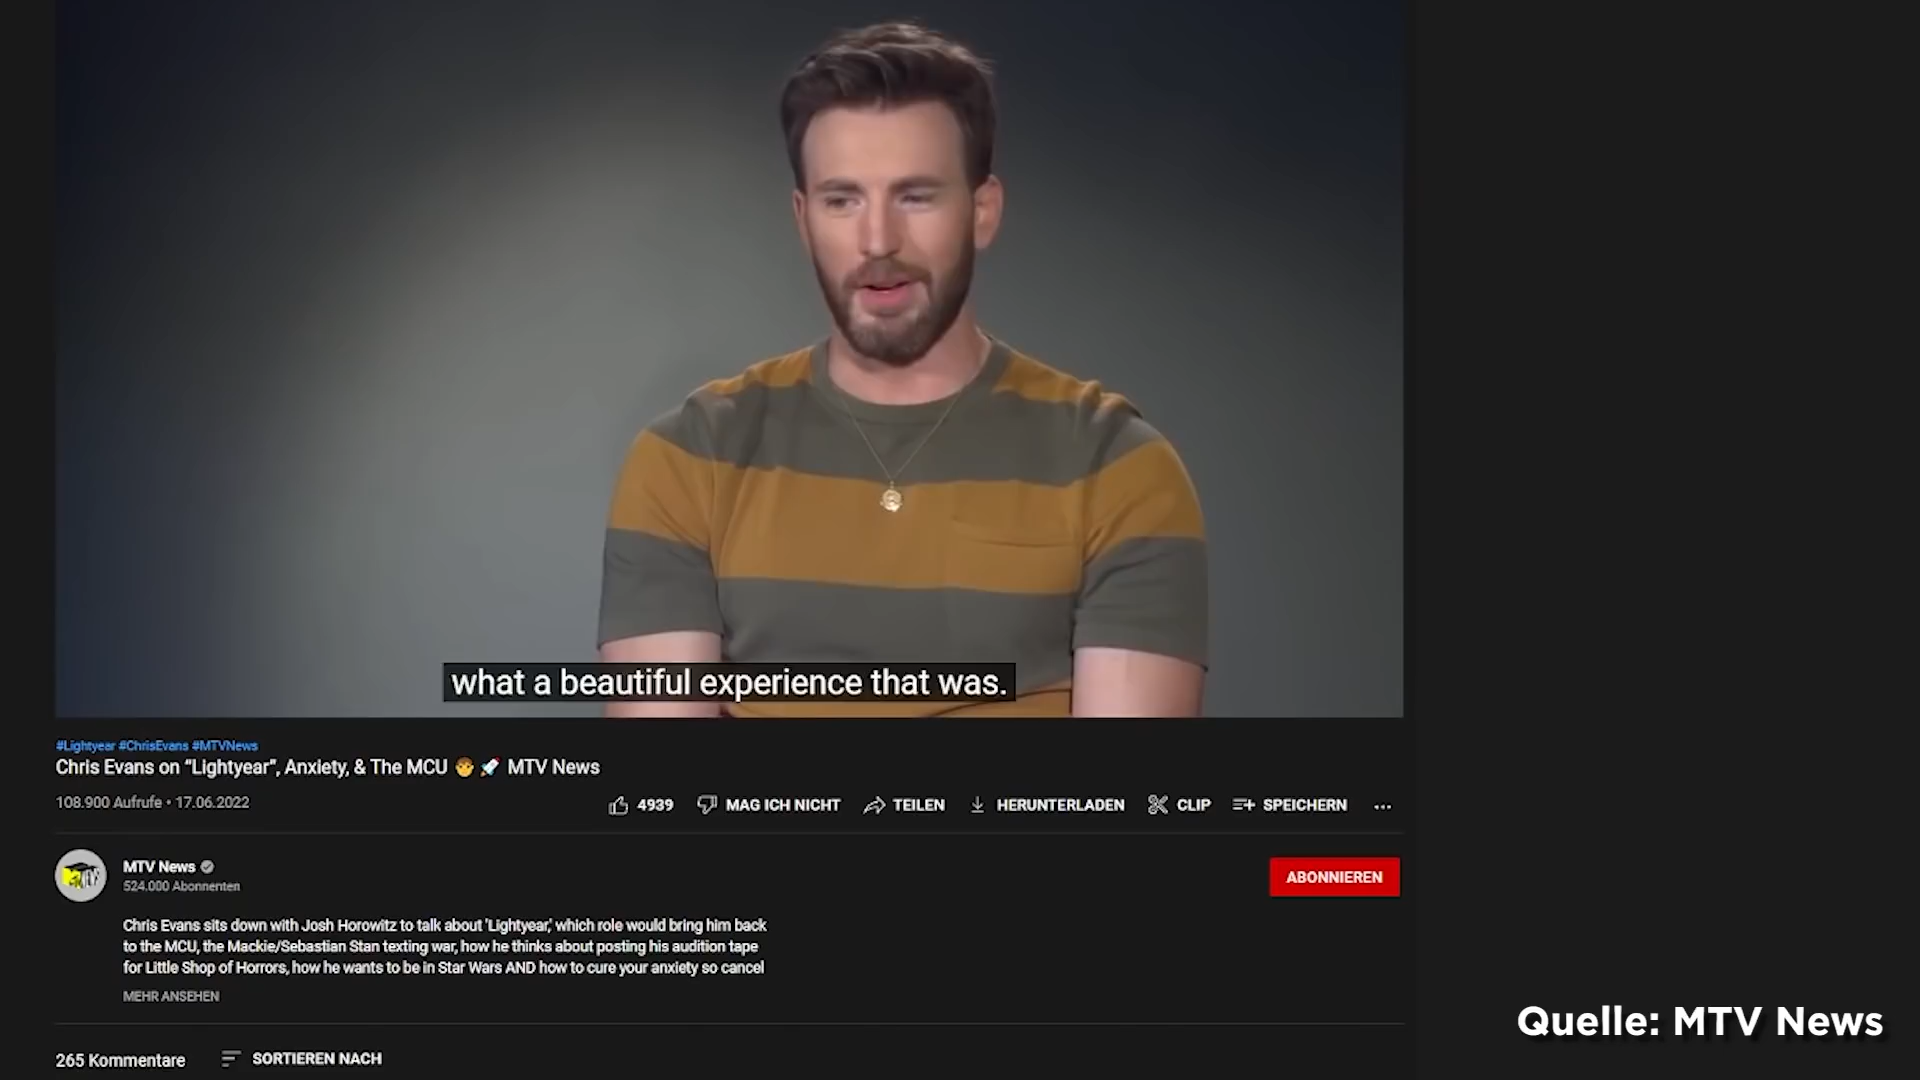 what a beautiful experience that was.
#Lightyear #ChrisEvans #MTVNews
Chris Evans on “Lightyear”, Anxiety, & The MCU 👨‍🚀 🚀 MTV News
108.900 Aufrufe • 17.06.2022
4939 MAG ICH NICHT TEILEN HERUNTERLADEN CLIP SPEICHERN ...
MTV News
524.000 Abonnenten
ABONNIEREN
Chris Evans sits down with Josh Horowitz to talk about 'Lightyear,' which role would bring him back
to the MCU, the Mackie/Sebastian Stan texting war, how he thinks about posting his audition tape
for Little Shop of Horrors, how he wants to be in Star Wars AND how to cure your anxiety so cancel
MEHR ANSEHEN
Quelle: MTV News
265 Kommentare SORTIEREN NACH